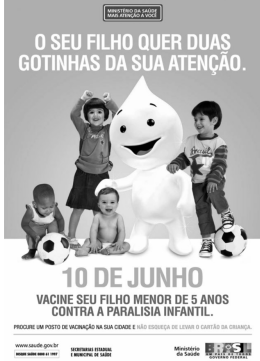 MINISTÉRIO DA SAÚDE
MAIS ATENÇÃO A VOCÊ
O SEU FILHO QUER DUAS
GOTINHAS DA SUA ATENÇÃO.
Brasil
10 DE JUNHO
VACINE SEU FILHO MENOR DE 5 ANOS
CONTRA A PARALISIA INFANTIL.
PROCURE UM POSTO DE VACINAÇÃO NA SUA CIDADE E NÃO ESQUEÇA DE LEVAR O CARTÃO DA CRIANÇA.
www.saude.gov.br
DISQUE SAÚDE 0800 61 1997
SECRETARIAS ESTADUAIS
E MUNICIPAIS DE SAÚDE
Ministério
da Saúde
BRASIL
UM PAÍS DE TODOS
GOVERNO FEDERAL